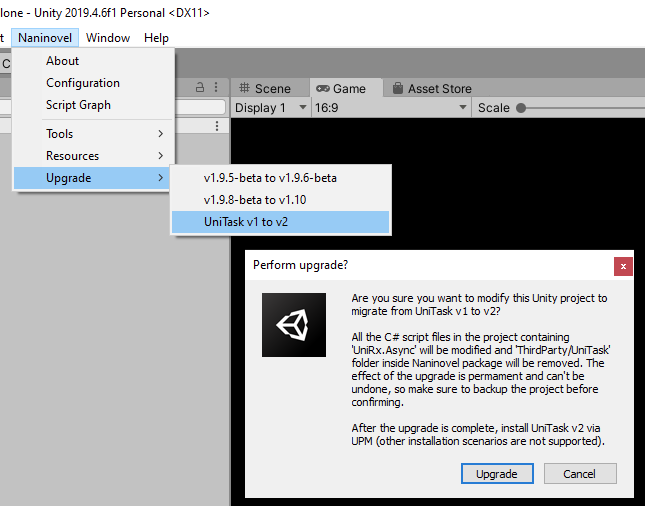 lone - Unity 2019.4.6f1 Personal <DX11>
t Naninovel Window Help
C
About
Configuration
Script Graph
Tools
Resources
Upgrade
Scene Game Asset Store
Display 1 16:9 Scale
v1.9.5-beta to v1.9.6-beta
v1.9.8-beta to v1.10
UniTask v1 to v2
Perform upgrade?
x
Are you sure you want to modify this Unity project to
migrate from UniTask v1 to v2?
All the C# script files in the project containing
'UniRx.Async' will be modified and 'ThirdParty/UniTask'
folder inside Naninovel package will be removed. The
effect of the upgrade is permament and can't be
undone, so make sure to backup the project before
confirming.
After the upgrade is complete, install UniTask v2 via
UPM (other installation scenarios are not supported).
Upgrade Cancel